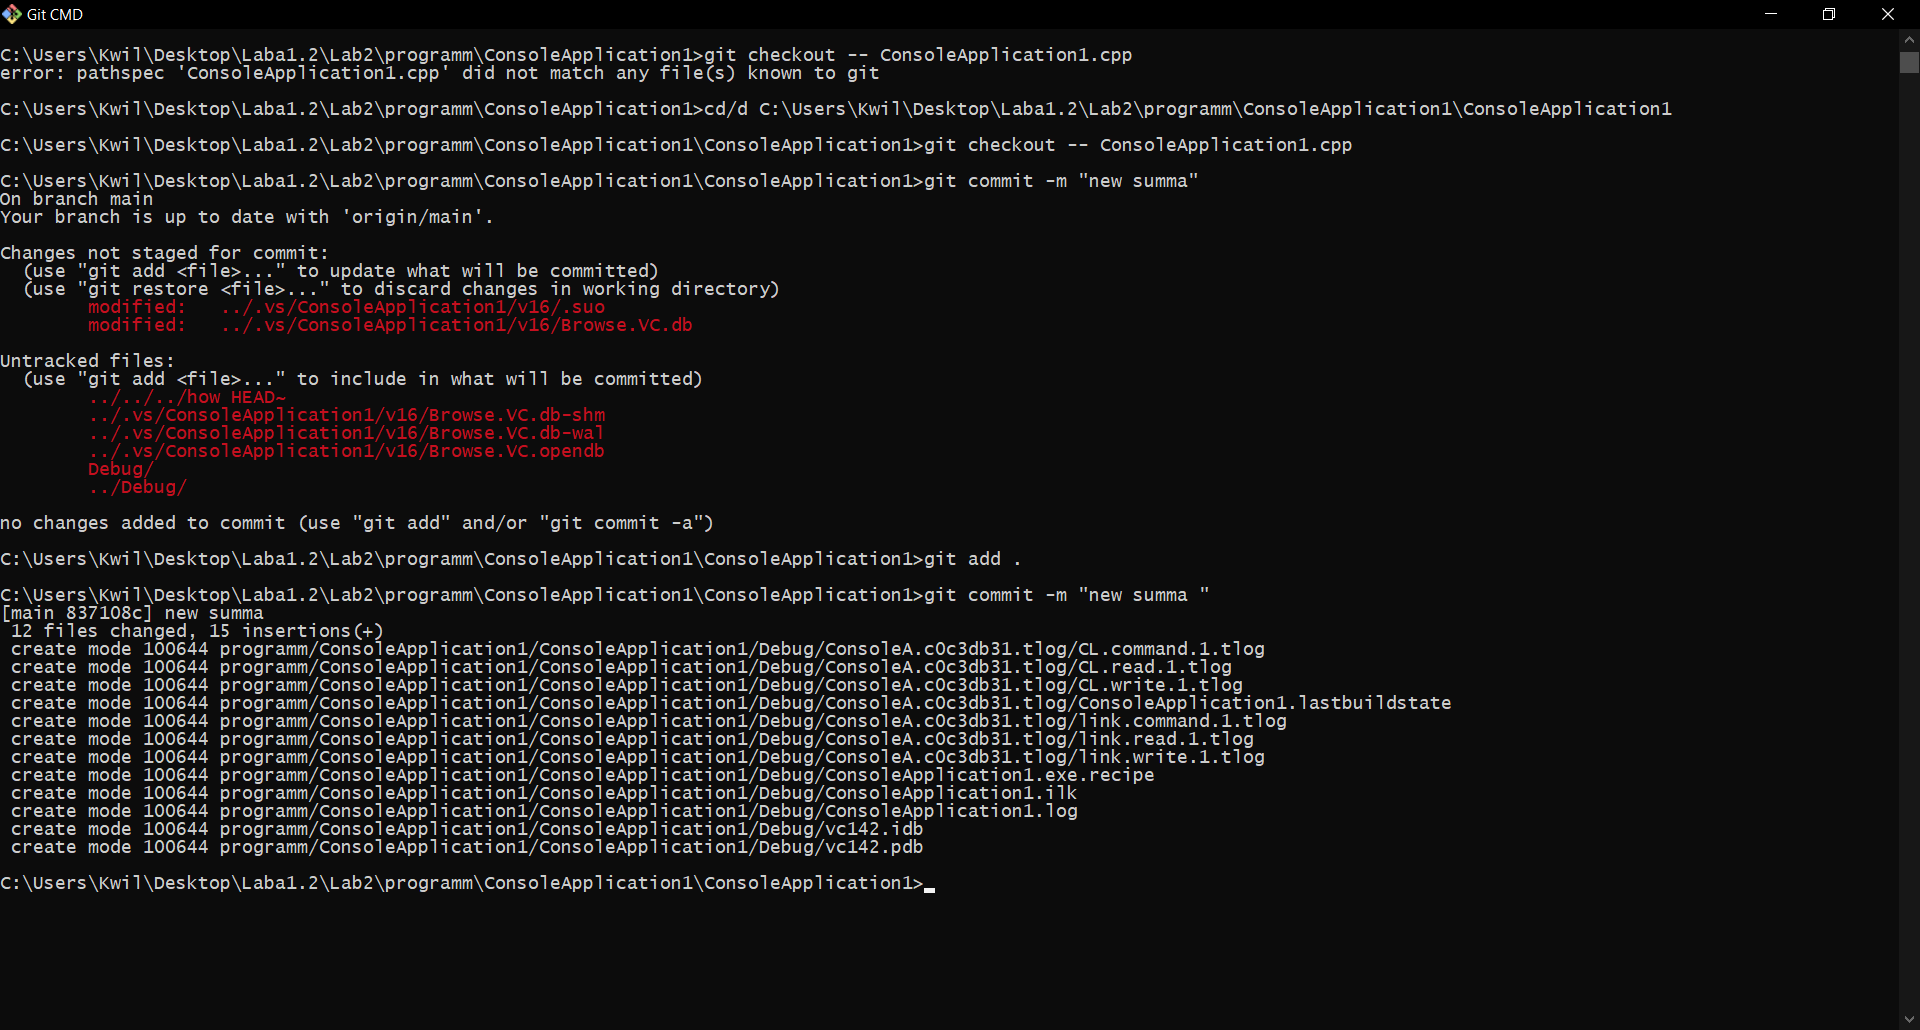 Git CMD
C:\Users\Kwil\Desktop\Laba1.2\Lab2\programm\ConsoleApplication1>git checkout -- ConsoleApplication1.cpp
error: pathspec 'ConsoleApplication1.cpp' did not match any file(s) known to git
C:\Users\Kwil\Desktop\Laba1.2\Lab2\programm\ConsoleApplication1>cd/d C:\Users\Kwil\Desktop\Laba1.2\Lab2\programm\ConsoleApplication1\ConsoleApplication1
C:\Users\Kwil\Desktop\Laba1.2\Lab2\programm\ConsoleApplication1\ConsoleApplication1>git checkout -- ConsoleApplication1.cpp
C:\Users\Kwil\Desktop\Laba1.2\Lab2\programm\ConsoleApplication1\ConsoleApplication1>git commit -m "new summa"
On branch main
Your branch is up to date with 'origin/main'.
Changes not staged for commit:
  (use "git add <file>..." to update what will be committed)
  (use "git restore <file>..." to discard changes in working directory)
        modified:   ../.vs/ConsoleApplication1/v16/.suo
        modified:   ../.vs/ConsoleApplication1/v16/Browse.VC.db
Untracked files:
  (use "git add <file>..." to include in what will be committed)
        ../../../how HEAD~
        ../.vs/ConsoleApplication1/v16/Browse.VC.db-shm
        ../.vs/ConsoleApplication1/v16/Browse.VC.db-wal
        ../.vs/ConsoleApplication1/v16/Browse.VC.opendb
        Debug/
        ../Debug/
no changes added to commit (use "git add" and/or "git commit -a")
C:\Users\Kwil\Desktop\Laba1.2\Lab2\programm\ConsoleApplication1\ConsoleApplication1>git add .
C:\Users\Kwil\Desktop\Laba1.2\Lab2\programm\ConsoleApplication1\ConsoleApplication1>git commit -m "new summa "
[main 837108c] new summa
 12 files changed, 15 insertions(+)
 create mode 100644 programm/ConsoleApplication1/ConsoleApplication1/Debug/ConsoleA.c0c3db31.tlog/CL.command.1.tlog
 create mode 100644 programm/ConsoleApplication1/ConsoleApplication1/Debug/ConsoleA.c0c3db31.tlog/CL.read.1.tlog
 create mode 100644 programm/ConsoleApplication1/ConsoleApplication1/Debug/ConsoleA.c0c3db31.tlog/CL.write.1.tlog
 create mode 100644 programm/ConsoleApplication1/ConsoleApplication1/Debug/ConsoleA.c0c3db31.tlog/ConsoleApplication1.lastbuildstate
 create mode 100644 programm/ConsoleApplication1/ConsoleApplication1/Debug/ConsoleA.c0c3db31.tlog/link.command.1.tlog
 create mode 100644 programm/ConsoleApplication1/ConsoleApplication1/Debug/ConsoleA.c0c3db31.tlog/link.read.1.tlog
 create mode 100644 programm/ConsoleApplication1/ConsoleApplication1/Debug/ConsoleA.c0c3db31.tlog/link.write.1.tlog
 create mode 100644 programm/ConsoleApplication1/ConsoleApplication1/Debug/ConsoleApplication1.exe.recipe
 create mode 100644 programm/ConsoleApplication1/ConsoleApplication1/Debug/ConsoleApplication1.ilk
 create mode 100644 programm/ConsoleApplication1/ConsoleApplication1/Debug/ConsoleApplication1.log
 create mode 100644 programm/ConsoleApplication1/ConsoleApplication1/Debug/vc142.idb
 create mode 100644 programm/ConsoleApplication1/ConsoleApplication1/Debug/vc142.pdb
C:\Users\Kwil\Desktop\Laba1.2\Lab2\programm\ConsoleApplication1\ConsoleApplication1>